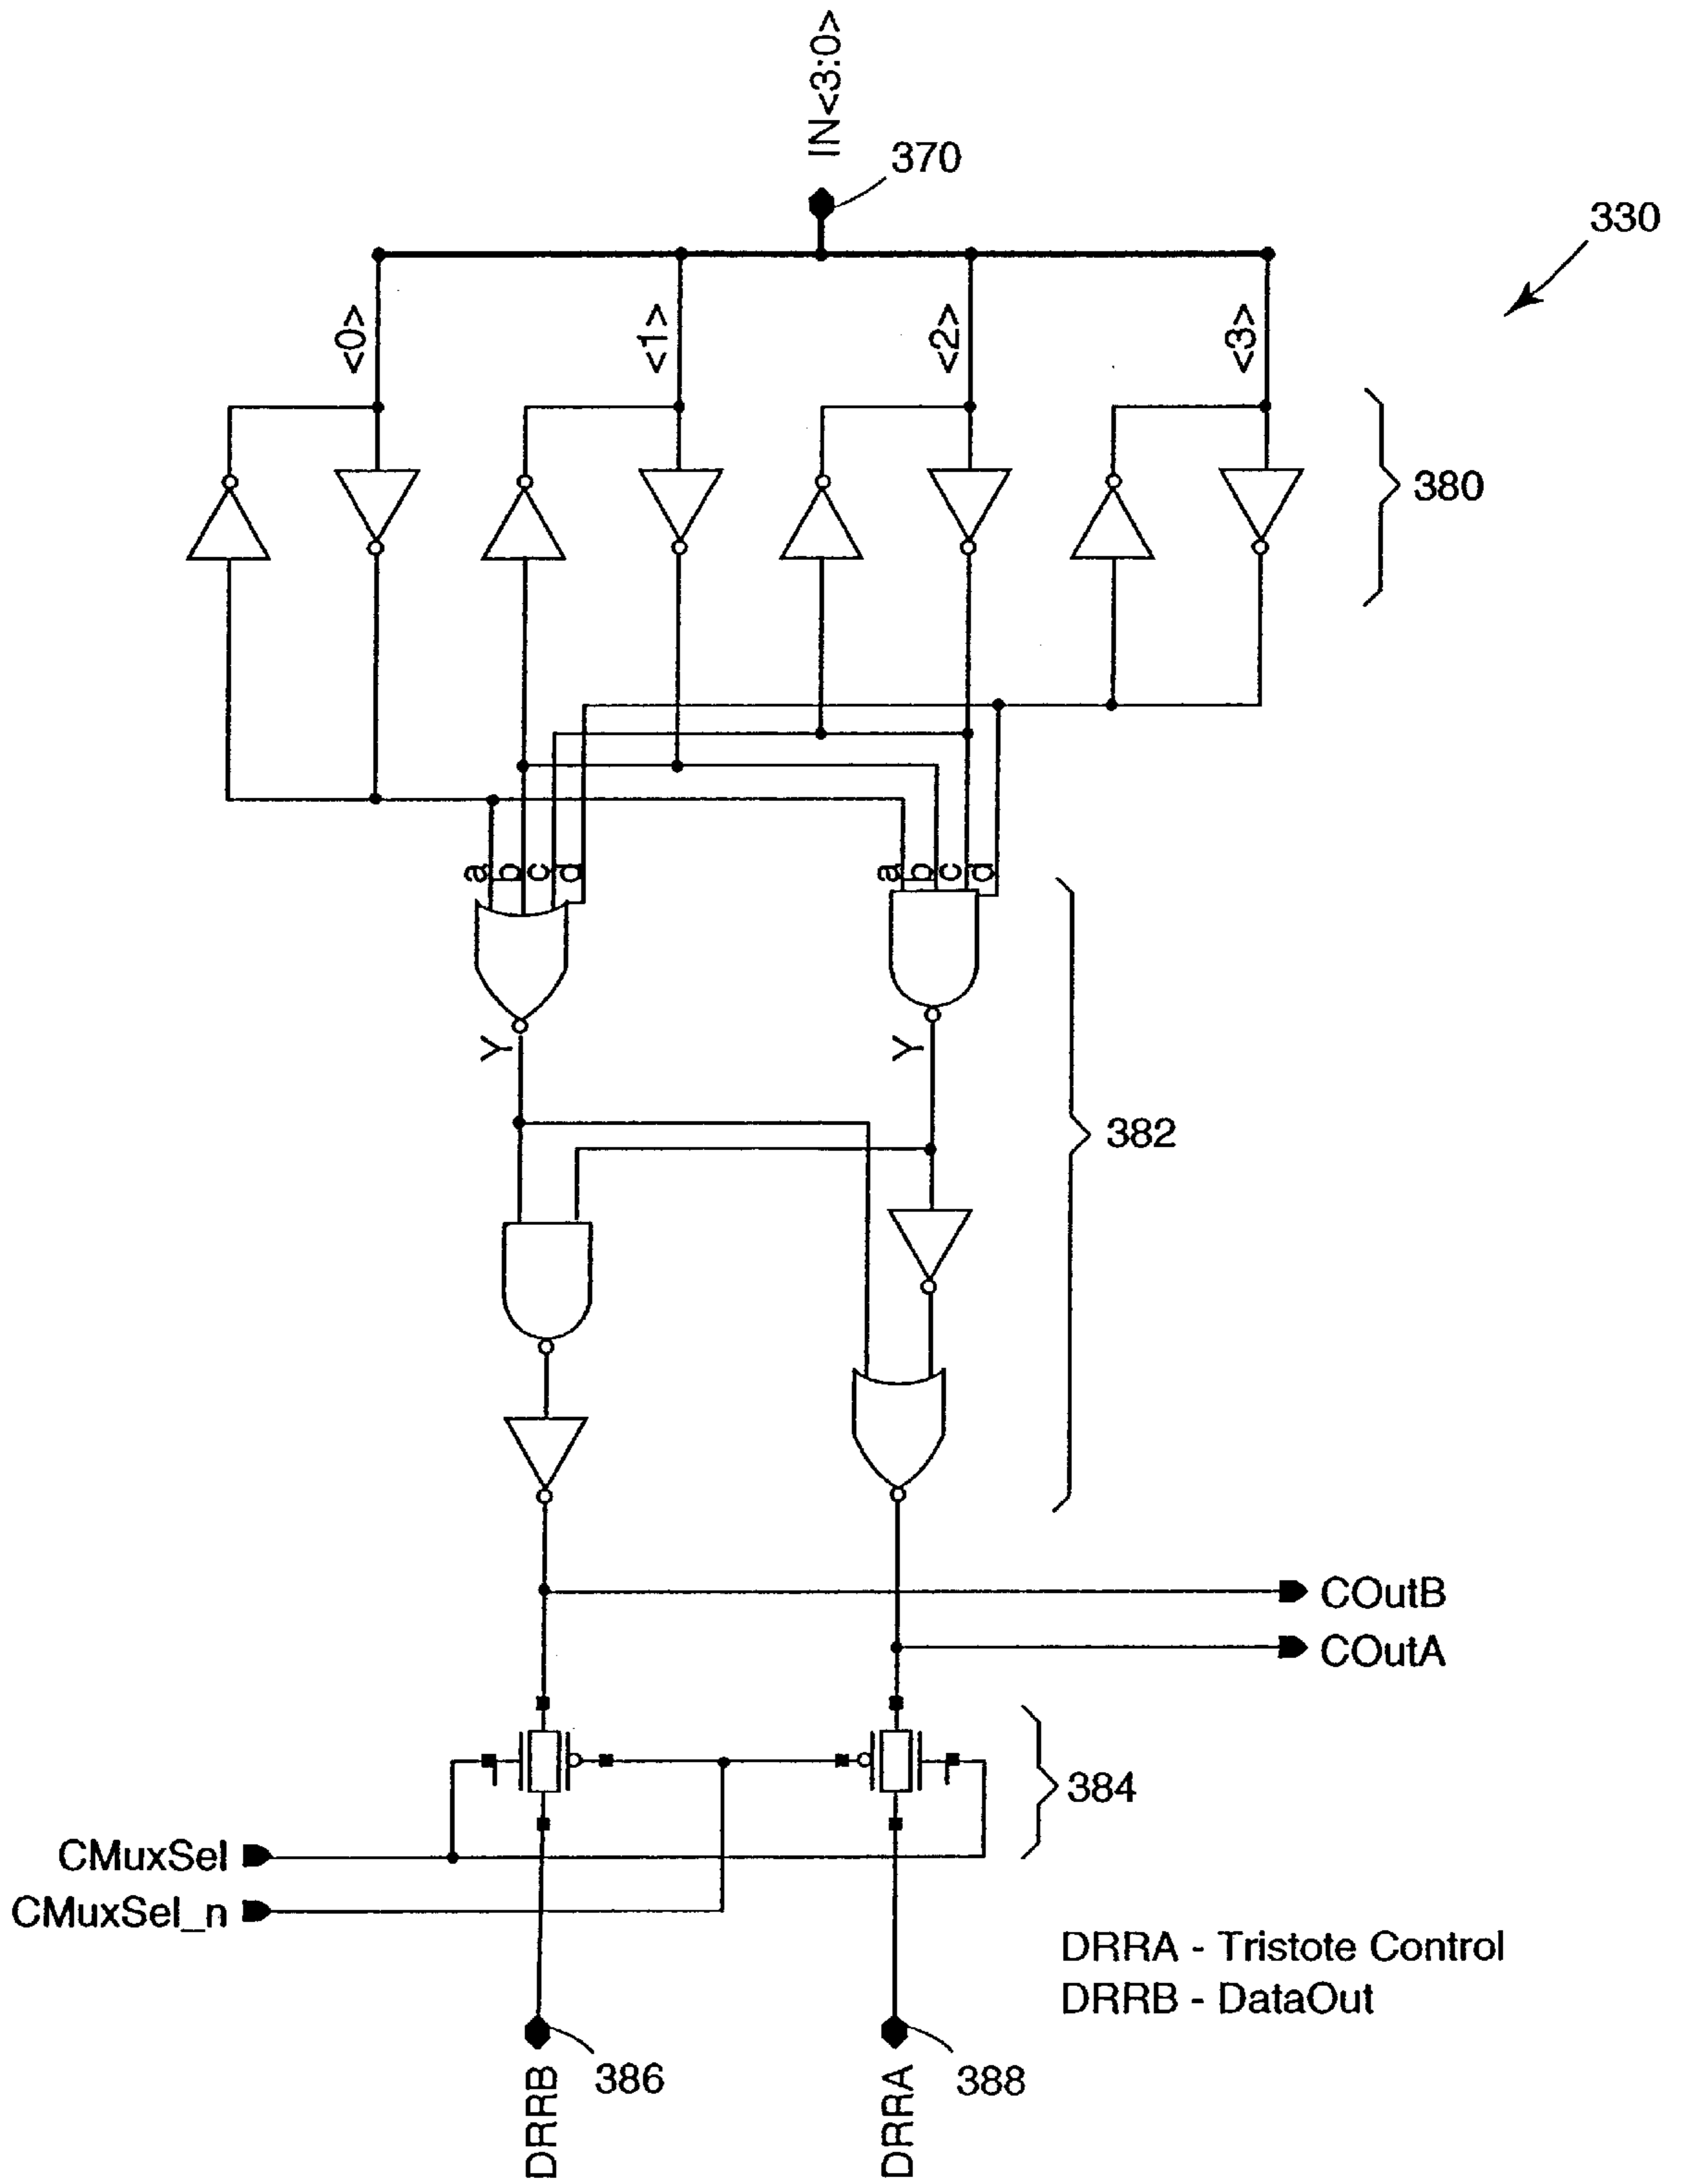 IN<3:0>
370
330
<0>
<1>
<2>
<3>
380
a
b
c
d
a
b
c
d
Y
Y
382
COutB
COutA
384
CMuxSel
CMuxSel_n
DRRA - Tristote Control
DRRB - DataOut
386
388
DRRB
DRRA